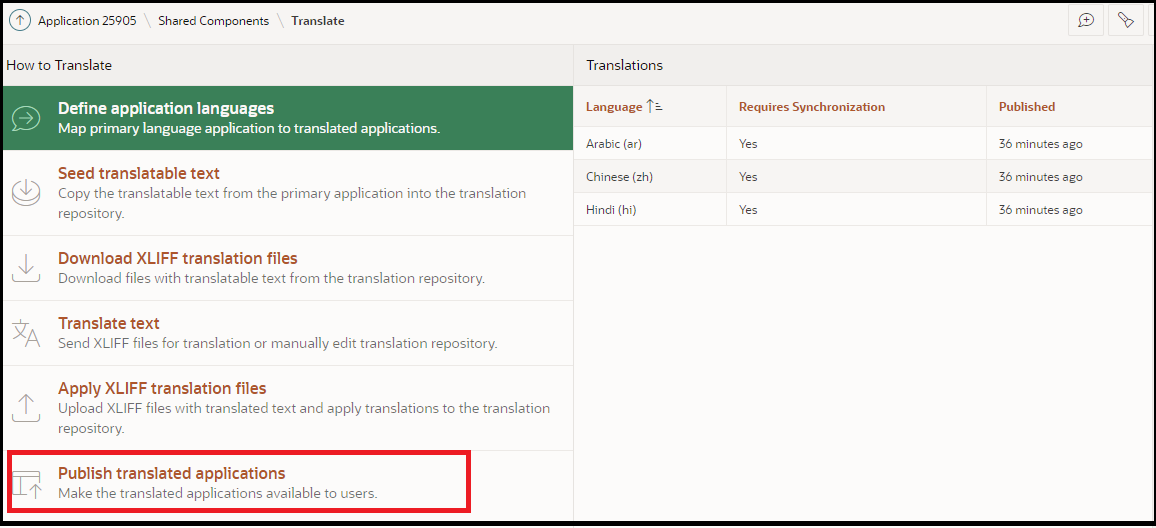 Application 25905 \ Shared Components \ Translate
How to Translate
Define application languages
Map primary language application to translated applications.
Seed translatable text
Copy the translatable text from the primary application into the translation
repository.
Download XLIFF translation files
Download files with translatable text from the translation repository.
文A
Translate text
Send XLIFF files for translation or manually edit translation repository.
Apply XLIFF translation files
Upload XLIFF files with translated text and apply translations to the translation
repository.
Publish translated applications
Make the translated applications available to users.
Translations
Language Requires Synchronization Published
Arabic (ar) Yes 36 minutes ago
Chinese (zh) Yes 36 minutes ago
Hindi (hi) Yes 36 minutes ago